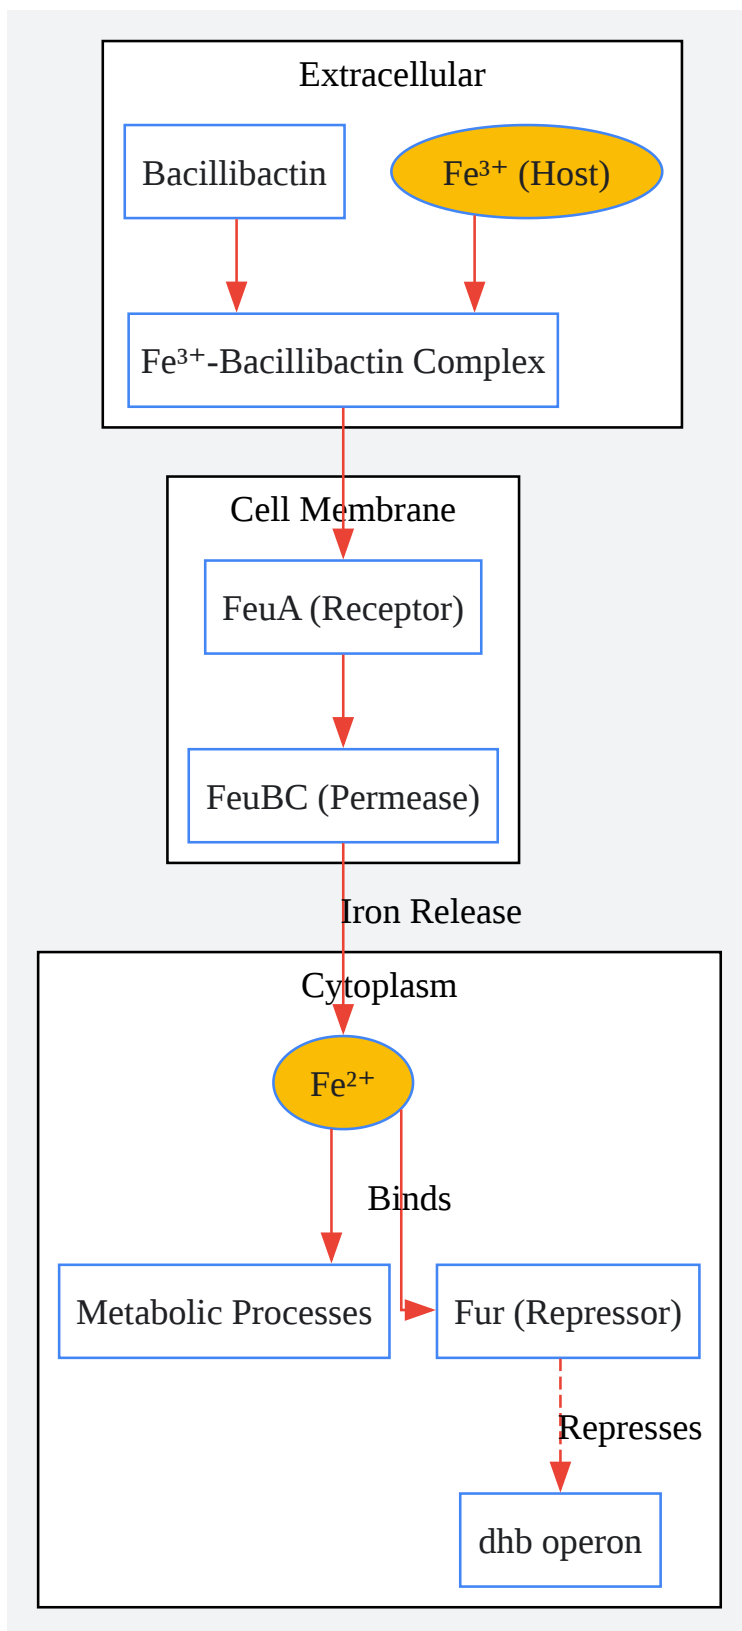 Extracellular
Bacillibactin
Fe³⁺ (Host)
Fe³⁺-Bacillibactin Complex
Cell Membrane
FeuA (Receptor)
FeuBC (Permease)
Iron Release
Cytoplasm
Fe²⁺
Binds
Metabolic Processes
Fur (Repressor)
Represses
dhb operon